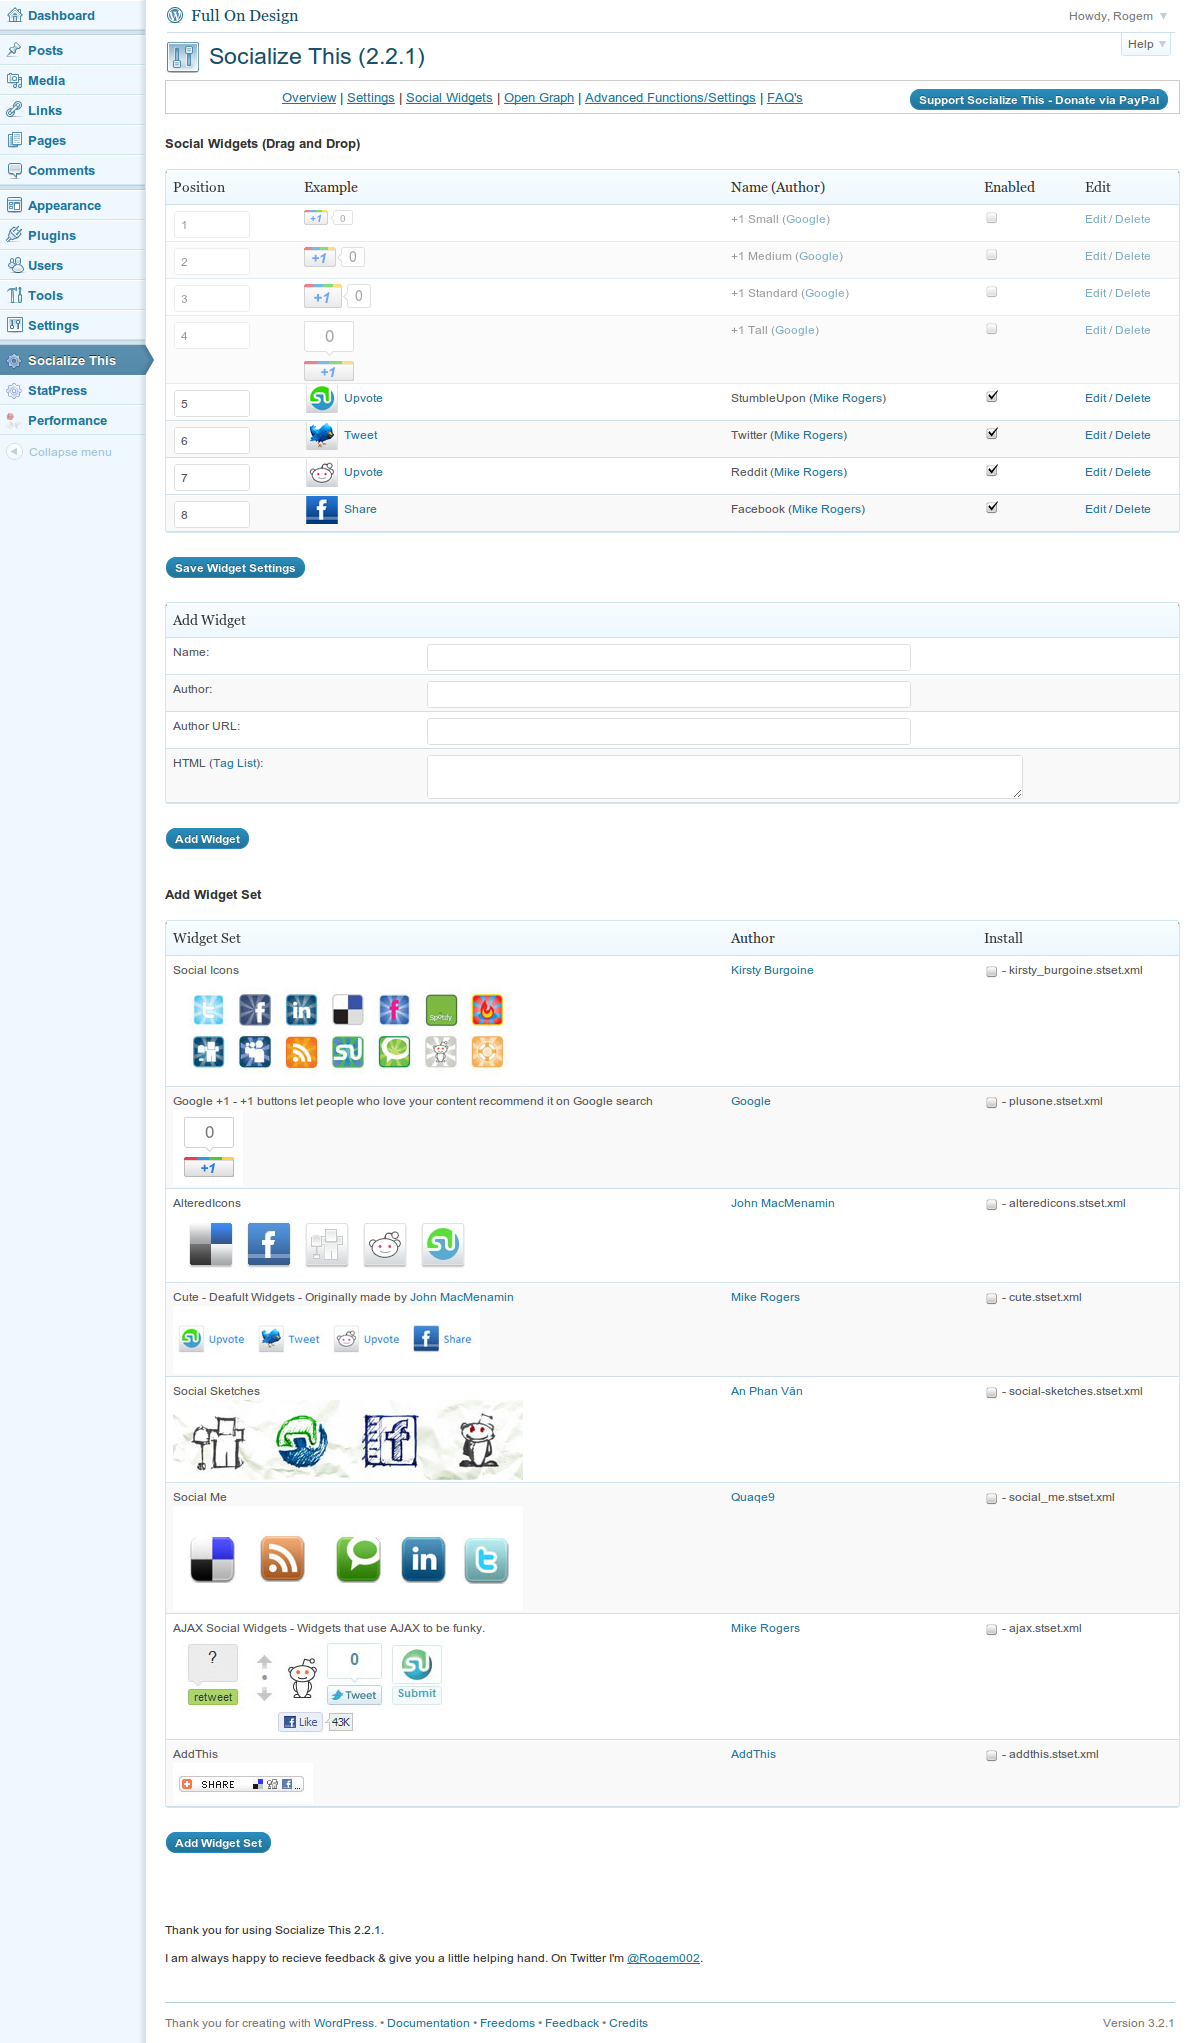 Dashboard
Posts
Media
Links
Pages
Comments
Appearance
Plugins
Users
Tools
Settings
Socialize This
StatPress
Performance
Collapse menu
Full On Design
Howdy, Rogem
Help
Socialize This (2.2.1)
Overview | Settings | Social Widgets | Open Graph | Advanced Functions/Settings | FAQ's
Support Socialize This - Donate via PayPal
Social Widgets (Drag and Drop)
Position Example Name (Author) Enabled Edit
1 +1 0 +1 Small (Google) Edit / Delete
2 +1 0 +1 Medium (Google) Edit / Delete
3 +1 0 +1 Standard (Google) Edit / Delete
4 0 +1 Tall (Google) Edit / Delete
+1
5 Upvote StumbleUpon (Mike Rogers) Edit / Delete
6 Tweet Twitter (Mike Rogers) Edit / Delete
7 Upvote Reddit (Mike Rogers) Edit / Delete
8 f Share Facebook (Mike Rogers) Edit / Delete
Save Widget Settings
Add Widget
Name:
Author:
Author URL:
HTML (Tag List):
Add Widget
Add Widget Set
Widget Set Author Install
Social Icons Kirsty Burgoine - kirsty_burgoine.stset.xml
t f in f Spotify
Google +1 - +1 buttons let people who love your content recommend it on Google search Google - plusone.stset.xml
0
+1
AlteredIcons John MacMenamin - alteredicons.stset.xml
f
Cute - Deafult Widgets - Originally made by John MacMenamin Mike Rogers - cute.stset.xml
Upvote Tweet Upvote f Share
Social Sketches An Phan Văn - social-sketches.stset.xml
f
Social Me Quaqe9 - social_me.stset.xml
in t
AJAX Social Widgets - Widgets that use AJAX to be funky. Mike Rogers - ajax.stset.xml
? 0
retweet Tweet Submit
f Like 43K
AddThis AddThis - addthis.stset.xml
SHARE f ...
Add Widget Set
Thank you for using Socialize This 2.2.1.
I am always happy to recieve feedback & give you a little helping hand. On Twitter I'm @Rogem002.
Thank you for creating with WordPress. • Documentation • Freedoms • Feedback • Credits
Version 3.2.1